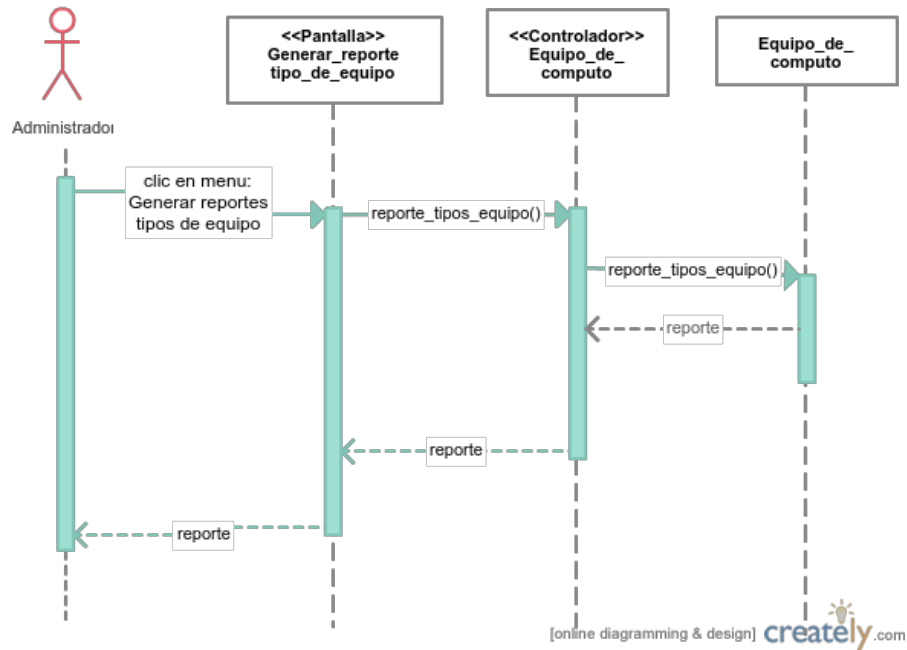 <<Pantalla>>
Generar_reporte
tipo_de_equipo
<<Controlador>>
Equipo_de_
computo
Equipo_de_
computo
Administrador
clic en menu:
Generar reportes
tipos de equipo
reporte_tipos_equipo()
reporte_tipos_equipo()
reporte
reporte
reporte
[online diagramming & design] creately.com